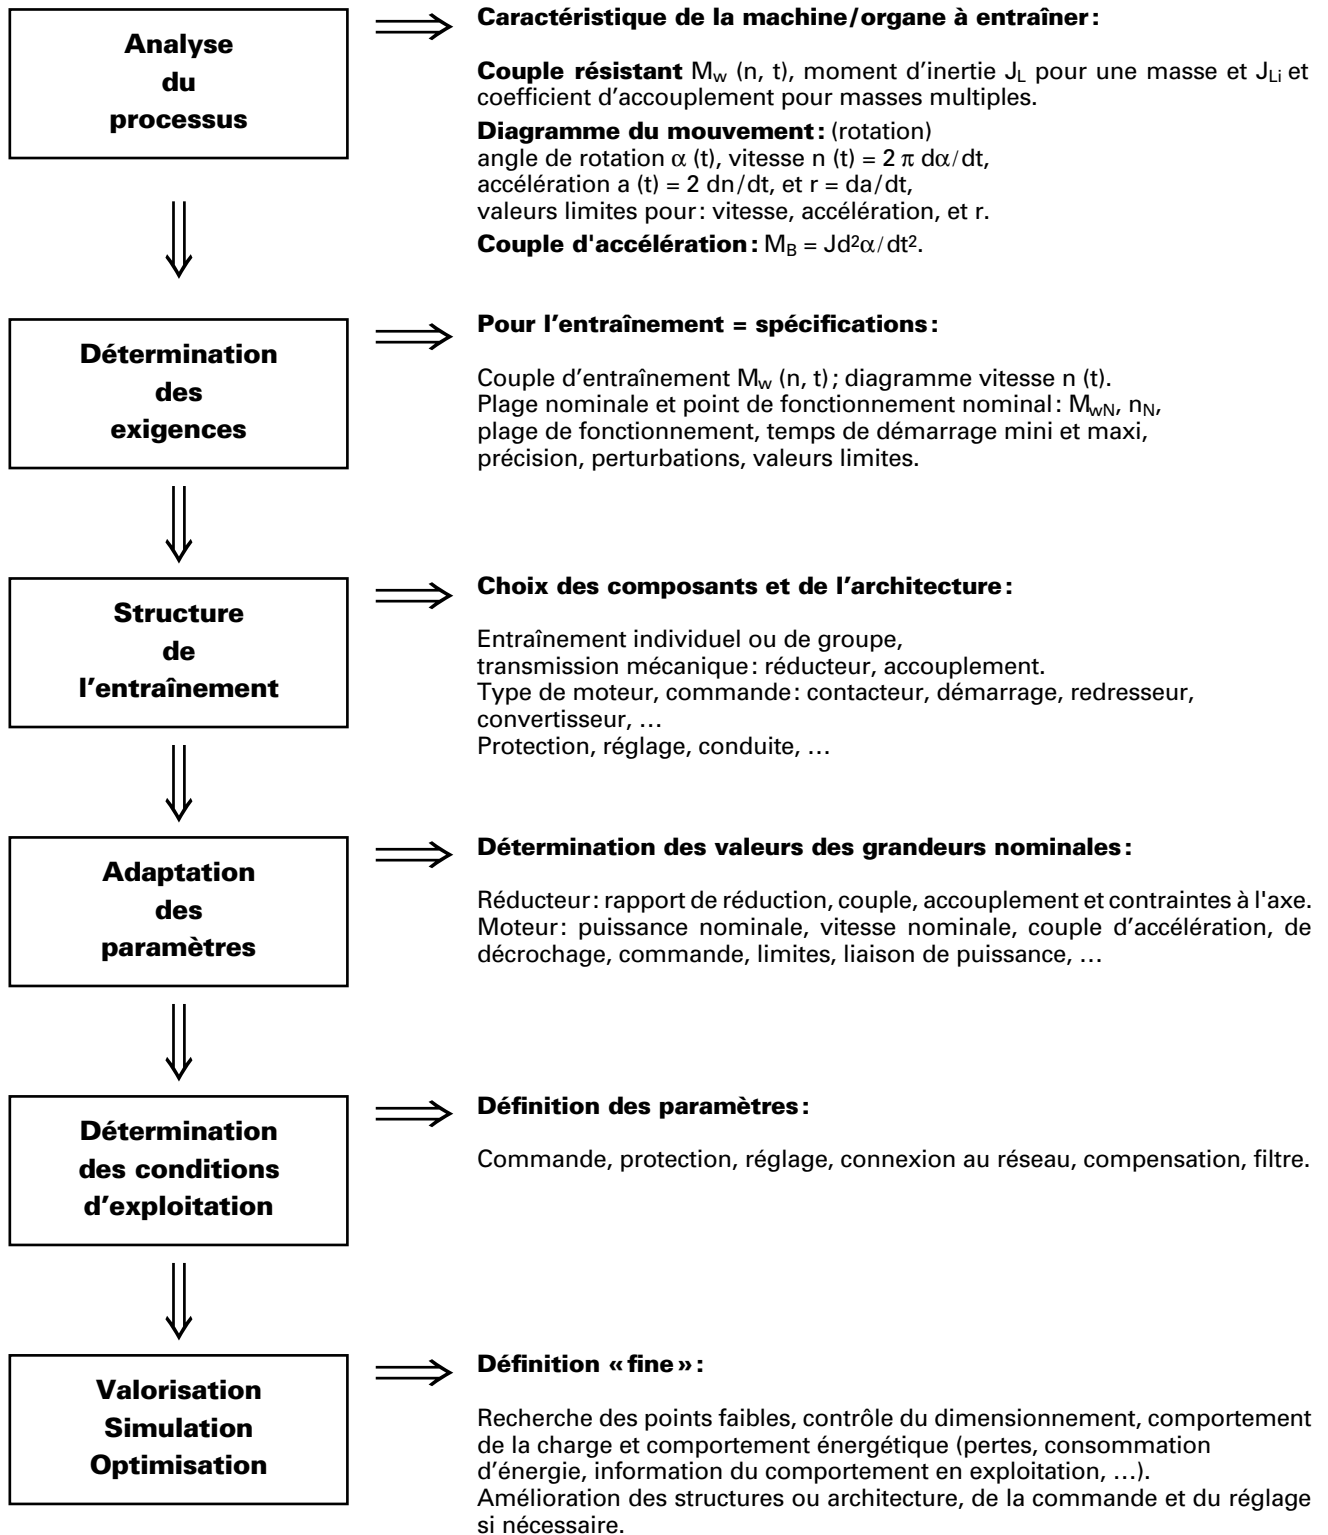 Analyse
du
processus
Caractéristique de la machine/organe à entraîner :
Couple résistant Mw (n, t), moment d’inertie JL pour une masse et JLi et
coefficient d’accouplement pour masses multiples.
Diagramme du mouvement : (rotation)
angle de rotation α (t), vitesse n (t) = 2 π dα/dt,
accélération a (t) = 2 dn/dt, et r = da/dt,
valeurs limites pour : vitesse, accélération, et r.
Couple d'accélération : MB = Jd²α/dt².
Détermination
des
exigences
Pour l’entraînement = spécifications :
Couple d’entraînement Mw (n, t) ; diagramme vitesse n (t).
Plage nominale et point de fonctionnement nominal : MwN, nN,
plage de fonctionnement, temps de démarrage mini et maxi,
précision, perturbations, valeurs limites.
Structure
de
l’entraînement
Choix des composants et de l’architecture :
Entraînement individuel ou de groupe,
transmission mécanique : réducteur, accouplement.
Type de moteur, commande : contacteur, démarrage, redresseur,
convertisseur, …
Protection, réglage, conduite, …
Adaptation
des
paramètres
Détermination des valeurs des grandeurs nominales :
Réducteur : rapport de réduction, couple, accouplement et contraintes à l'axe.
Moteur : puissance nominale, vitesse nominale, couple d’accélération, de
décrochage, commande, limites, liaison de puissance, …
Détermination
des conditions
d’exploitation
Définition des paramètres :
Commande, protection, réglage, connexion au réseau, compensation, filtre.
Valorisation
Simulation
Optimisation
Définition « fine » :
Recherche des points faibles, contrôle du dimensionnement, comportement
de la charge et comportement énergétique (pertes, consommation
d’énergie, information du comportement en exploitation, …).
Amélioration des structures ou architecture, de la commande et du réglage
si nécessaire.